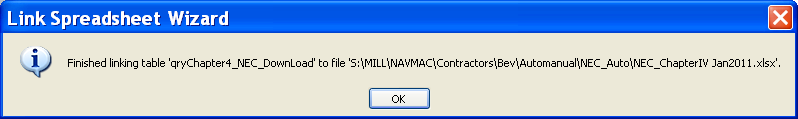 Link Spreadsheet Wizard
Finished linking table 'qryChapter4_NEC_DownLoad' to file 'S:\MILL\NAVMAC\Contractors\Bev\Automanual\NEC_Auto\NEC_ChapterIV Jan2011.xlsx'.
OK